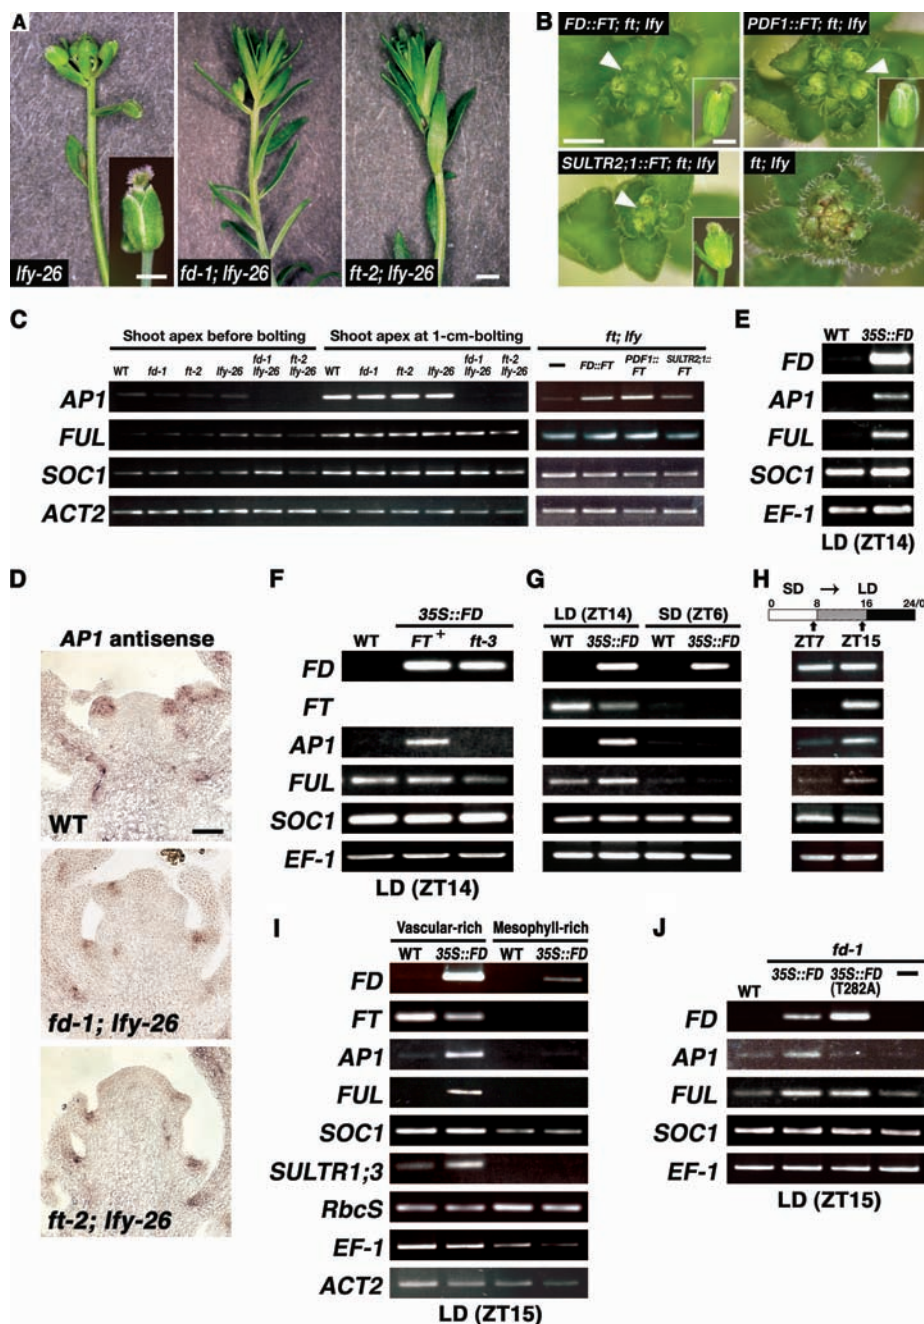 A
lfy-26
fd-1; lfy-26
ft-2; lfy-26
B
FD::FT; ft; lfy
PDF1::FT; ft; lfy
SULTR2;1::FT; ft; lfy
ft; lfy
C
Shoot apex before bolting
Shoot apex at 1-cm-bolting
ft; lfy
WT fd-1 ft-2 lfy-26 fd-1 lfy-26 ft-2 lfy-26
WT fd-1 ft-2 lfy-26 fd-1 lfy-26 ft-2 lfy-26
— FD::FT PDF1::FT SULTR2;1::FT
AP1
FUL
SOC1
ACT2
E
WT 35S::FD
FD
AP1
FUL
SOC1
EF-1
LD (ZT14)
D
AP1 antisense
WT
fd-1; lfy-26
ft-2; lfy-26
F
35S::FD
WT FT+ ft-3
FD
FT
AP1
FUL
SOC1
EF-1
LD (ZT14)
G
LD (ZT14) SD (ZT6)
WT 35S::FD WT 35S::FD
H
SD → LD
0 8 16 24/0
ZT7 ZT15
I
Vascular-rich Mesophyll-rich
WT 35S::FD WT 35S::FD
FD
FT
AP1
FUL
SOC1
SULTR1;3
RbcS
EF-1
ACT2
LD (ZT15)
J
fd-1
WT 35S::FD 35S::FD (T282A) —
FD
AP1
FUL
SOC1
EF-1
LD (ZT15)